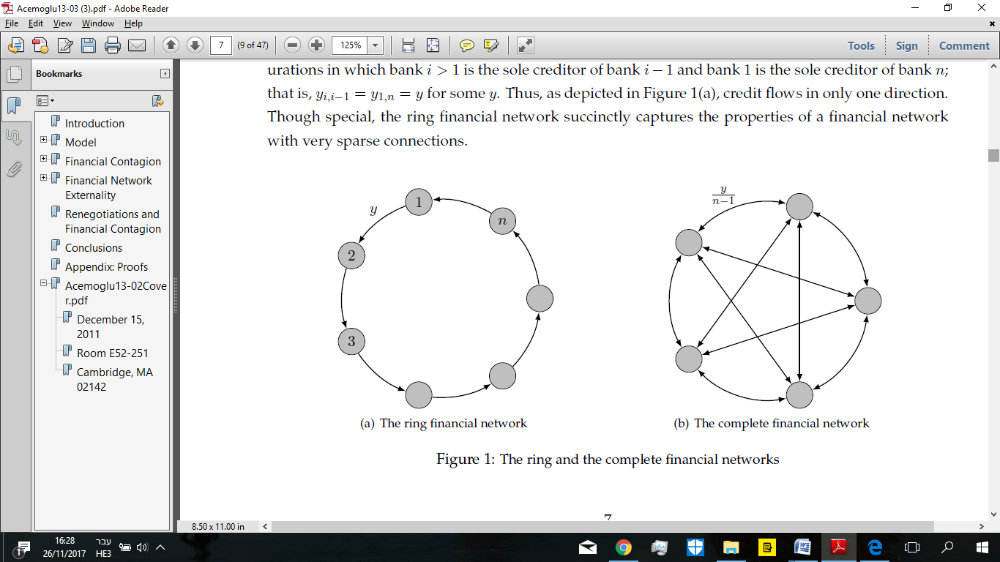 Acemoglu13-03 (3).pdf - Adobe Reader
File Edit View Window Help
7 (9 of 47) 125% Tools Sign Comment
Bookmarks
Introduction
Model
Financial Contagion
Financial Network
Externality
Renegotiations and
Financial Contagion
Conclusions
Appendix: Proofs
Acemoglu13-02Cove
r.pdf
December 15,
2011
Room E52-251
Cambridge, MA
02142
urations in which bank i > 1 is the sole creditor of bank i − 1 and bank 1 is the sole creditor of bank n;
that is, y_{i,i−1} = y_{1,n} = y for some y. Thus, as depicted in Figure 1(a), credit flows in only one direction.
Though special, the ring financial network succinctly captures the properties of a financial network
with very sparse connections.
1
n
y
2
3
y/(n−1)
(a) The ring financial network
(b) The complete financial network
Figure 1: The ring and the complete financial networks
7
8.50 x 11.00 in
16:28
26/11/2017
עבר
HE3
1